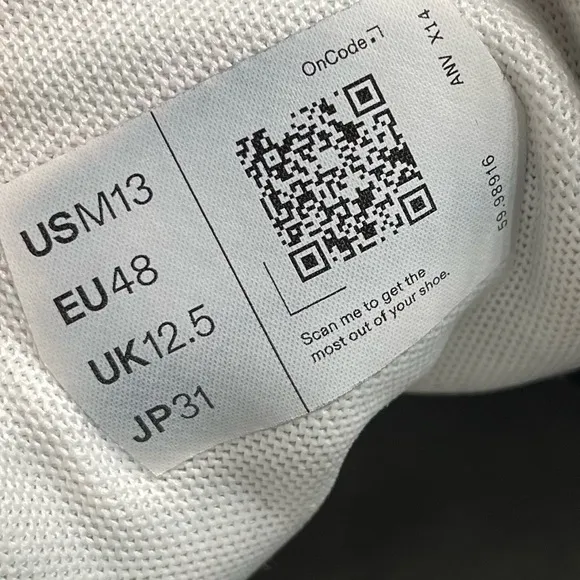 USM13
EU48
UK12.5
JP31
OnCode
Scan me to get the
most out of your shoe.
ANV X14
59.98916